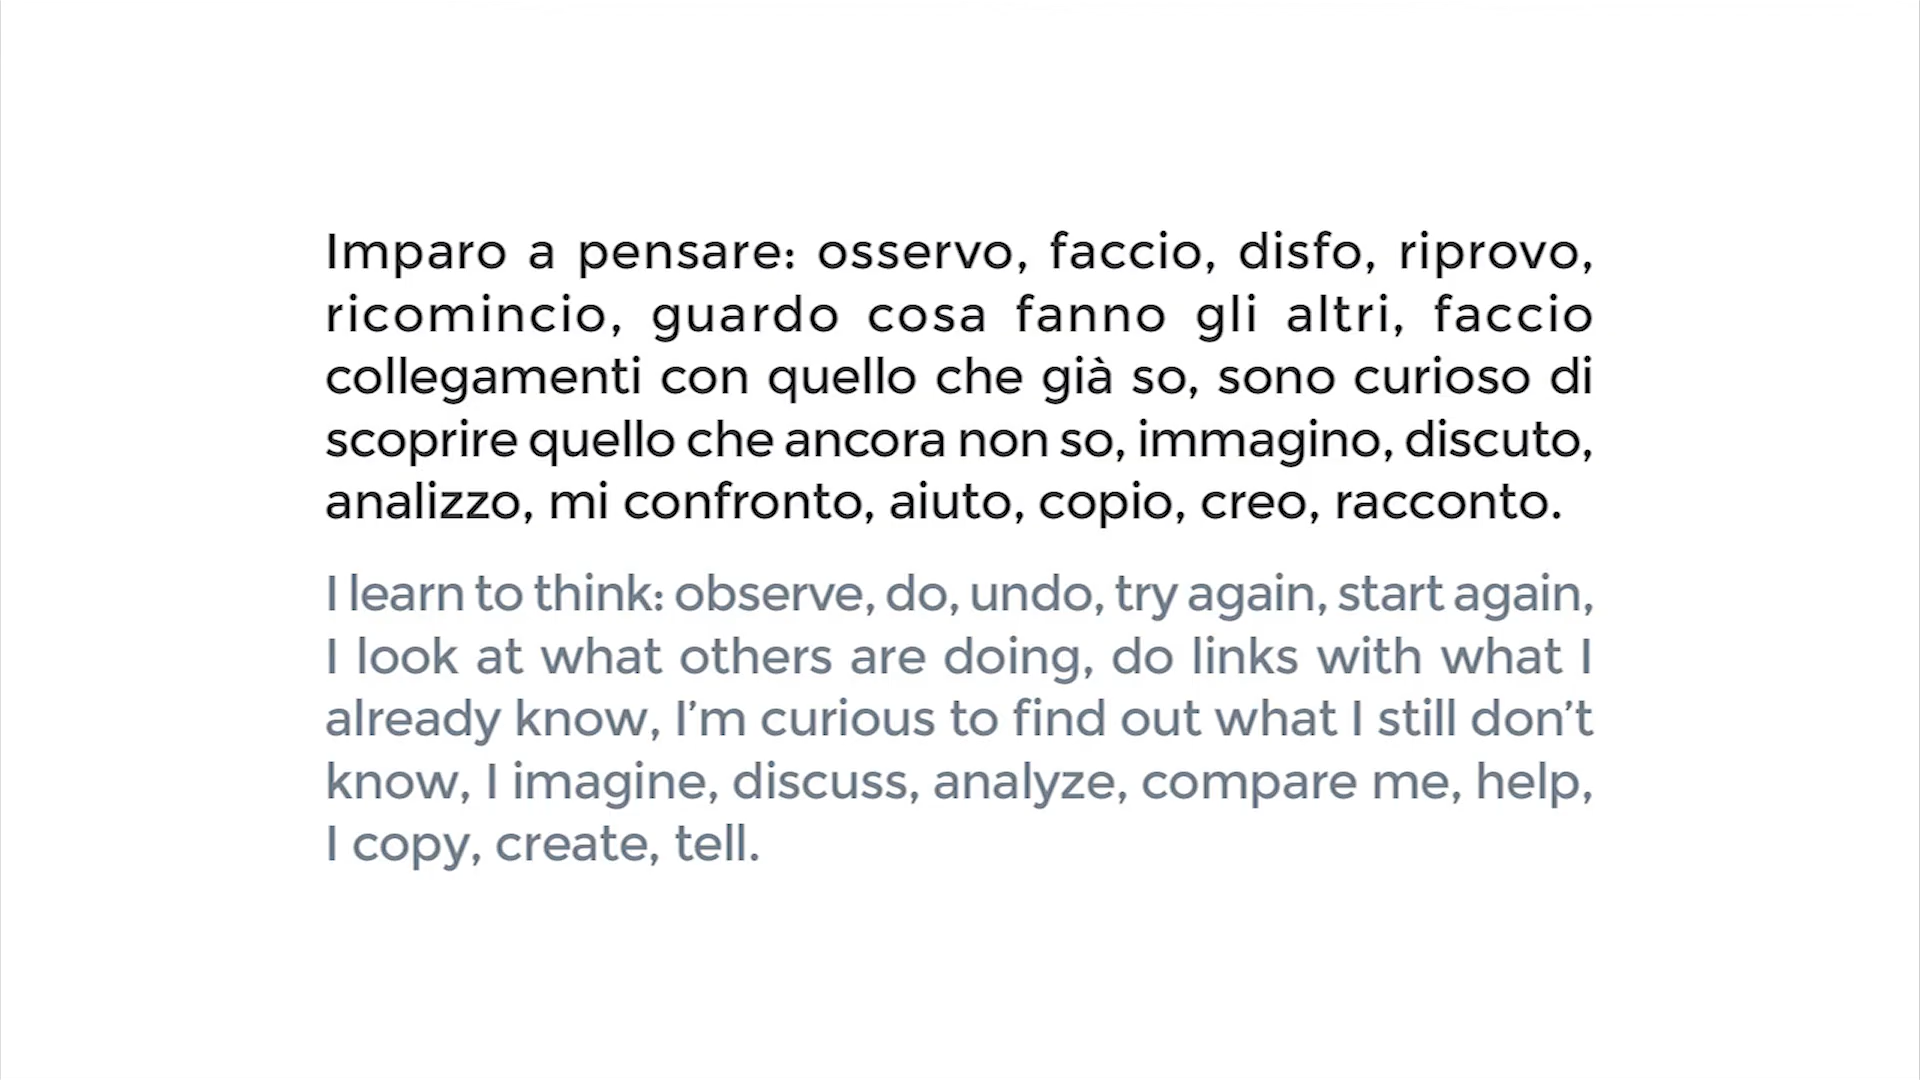 Imparo a pensare: osservo, faccio, disfo, riprovo,
ricomincio, guardo cosa fanno gli altri, faccio
collegamenti con quello che già so, sono curioso di
scoprire quello che ancora non so, immagino, discuto,
analizzo, mi confronto, aiuto, copio, creo, racconto.
I learn to think: observe, do, undo, try again, start again,
I look at what others are doing, do links with what I
already know, I’m curious to find out what I still don’t
know, I imagine, discuss, analyze, compare me, help,
I copy, create, tell.